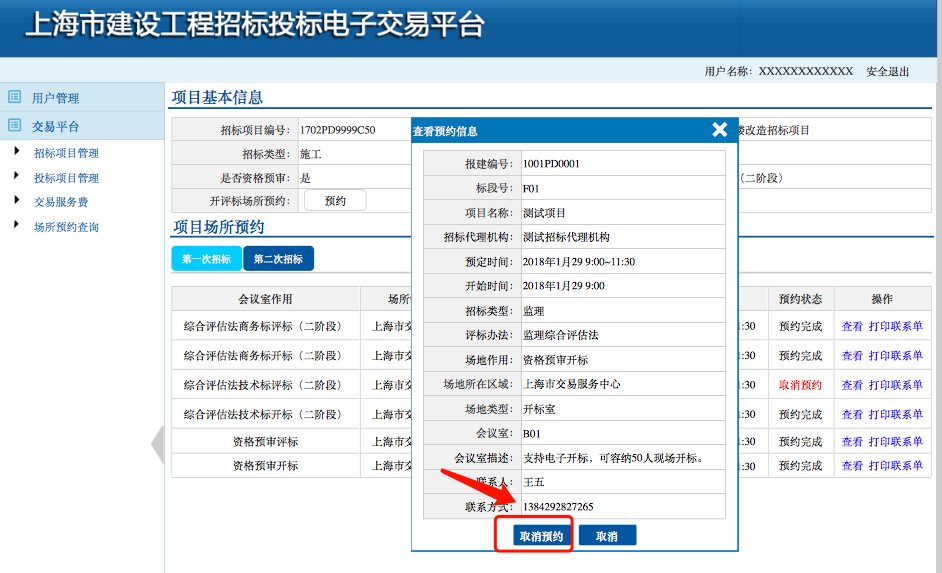 上海市建设工程招标投标电子交易平台
用户名称: XXXXXXXXXXXX 安全退出
用户管理
交易平台
招标项目管理
投标项目管理
交易服务费
场所预约查询
项目基本信息
招标项目编号: 1702PD9999C50
改造招标项目
招标类型: 施工
是否资格预审: 是
(二阶段)
开评标场所预约: 预约
项目场所预约
第一次招标 第二次招标
会议室作用 场所 预约状态 操作
综合评估法商务标评标（二阶段） 上海市交 :30 预约完成 查看 打印联系单
综合评估法商务标开标（二阶段） 上海市交 :30 预约完成 查看 打印联系单
综合评估法技术标评标（二阶段） 上海市交 :30 取消预约 查看 打印联系单
综合评估法技术标开标（二阶段） 上海市交 :30 预约完成 查看 打印联系单
资格预审评标 上海市交 :30 预约完成 查看 打印联系单
资格预审开标 上海市交 :30 预约完成 查看 打印联系单
查看预约信息
报建编号: 1001PD0001
标段号: F01
项目名称: 测试项目
招标代理机构: 测试招标代理机构
预定时间: 2018年1月29 9:00~11:30
开始时间: 2018年1月29 9:00
招标类型: 监理
评标办法: 监理综合评估法
场地作用: 资格预审开标
场地所在区域: 上海市交易服务中心
场地类型: 开标室
会议室: B01
会议室描述: 支持电子开标，可容纳50人现场开标。
联系人: 王五
联系方式: 1384292827265
取消预约 取消